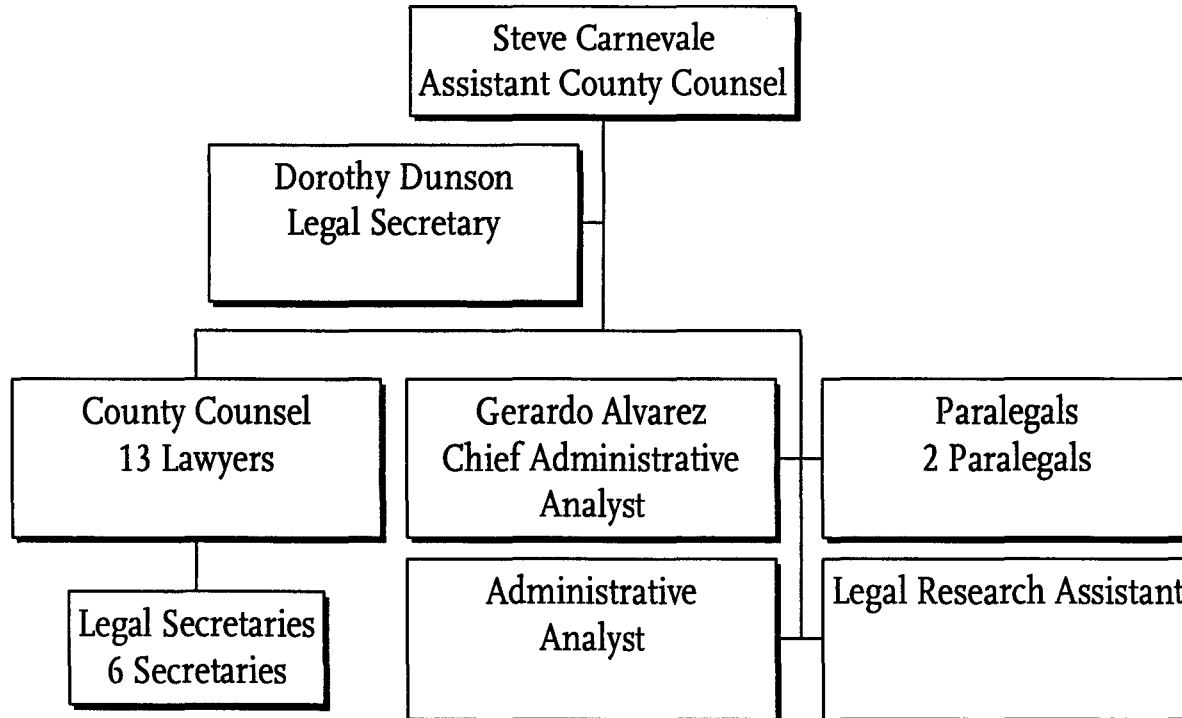 Steve Carnevale
Assistant County Counsel
Dorothy Dunson
Legal Secretary
County Counsel
13 Lawyers
Gerardo Alvarez
Chief Administrative
Analyst
Paralegals
2 Paralegals
Legal Secretaries
6 Secretaries
Administrative
Analyst
Legal Research Assistant